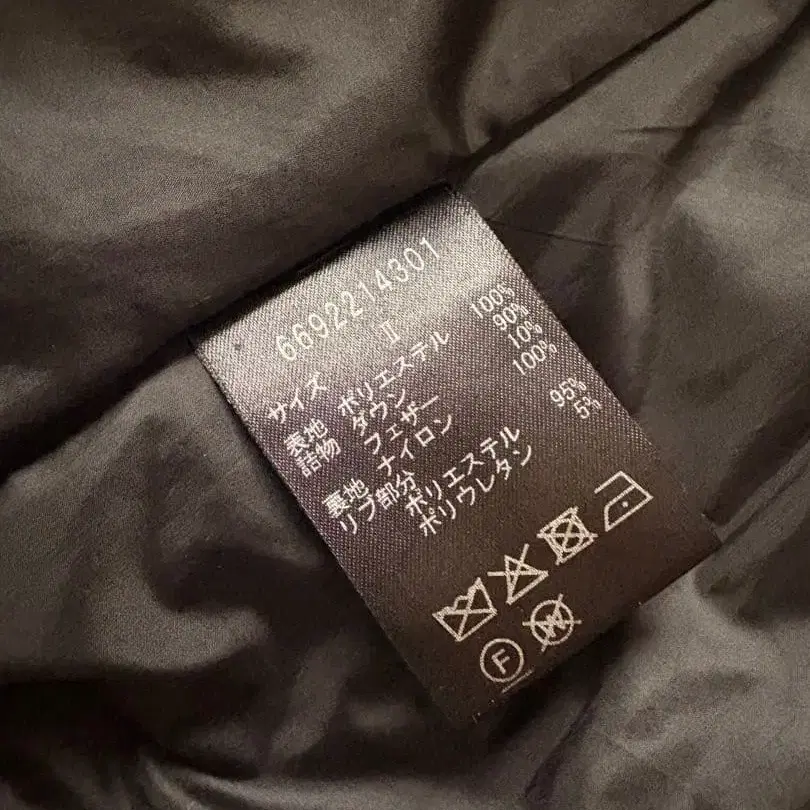 6692214301
サイズ Ⅱ
表地 ポリエステル 100%
詰物 ダウン 90%
フェザー 10%
裏地 ナイロン 100%
リブ部分
ポリエステル 95%
ポリウレタン 5%
F W